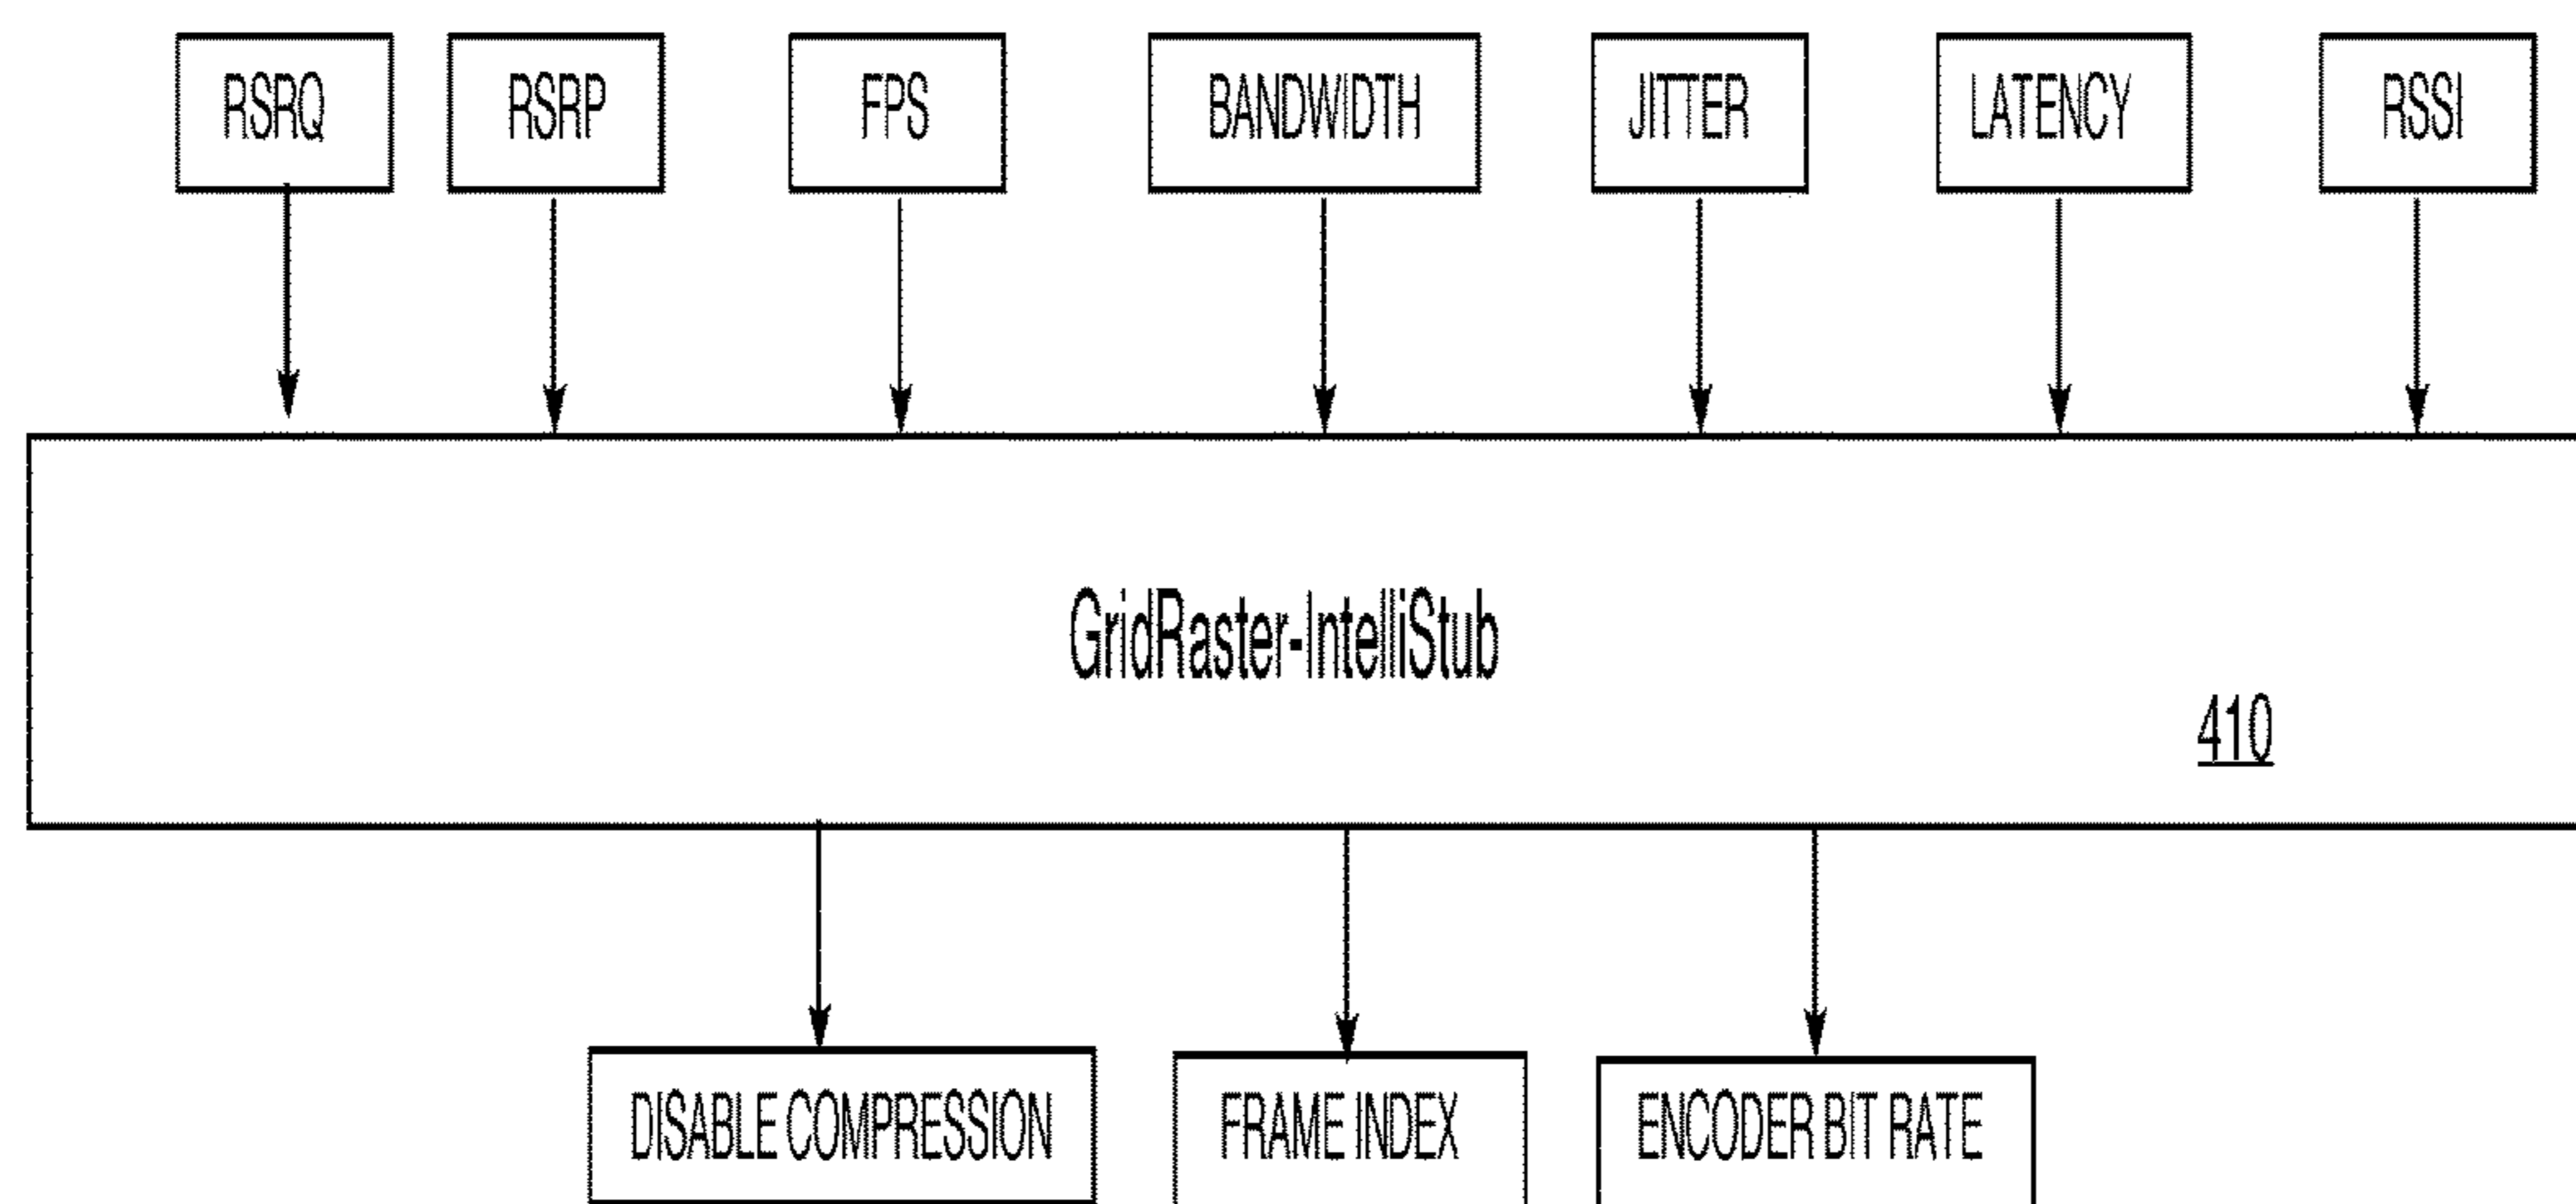 RSRQ
RSRP
FPS
BANDWIDTH
JITTER
LATENCY
RSSI
GridRaster-IntelliStub
410
DISABLE COMPRESSION
FRAME INDEX
ENCODER BIT RATE